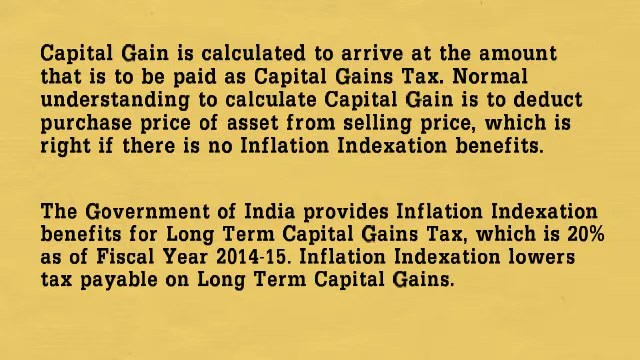 Capital Gain is calculated to arrive at the amount
that is to be paid as Capital Gains Tax. Normal
understanding to calculate Capital Gain is to deduct
purchase price of asset from selling price, which is
right if there is no Inflation Indexation benefits.
The Government of India provides Inflation Indexation
benefits for Long Term Capital Gains Tax, which is 20%
as of Fiscal Year 2014-15. Inflation Indexation lowers
tax payable on Long Term Capital Gains.